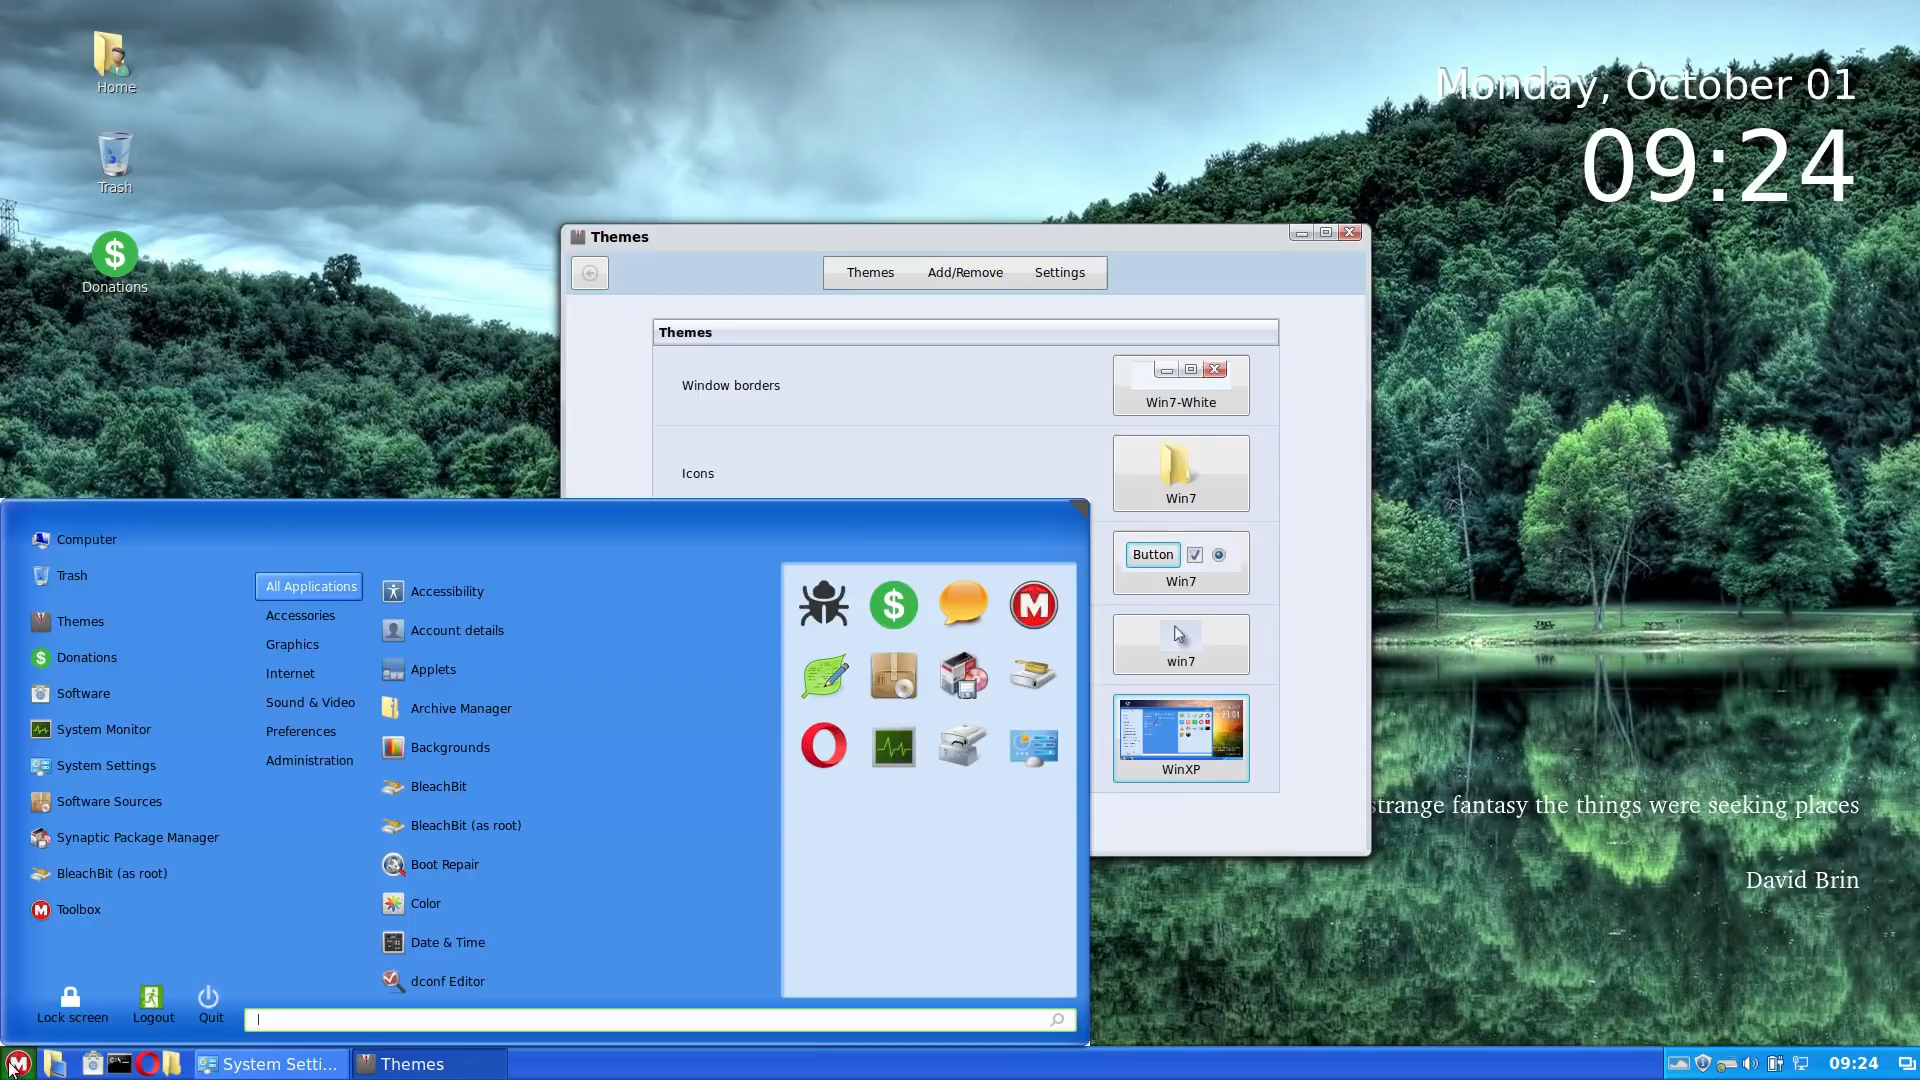 Home
Trash
Donations
Monday, October 01
09:24
Themes
Themes Add/Remove Settings
Themes
Window borders
Win7-White
Icons
Win7
Button
Win7
win7
WinXP
strange fantasy the things were seeking places
David Brin
Computer
Trash
Themes
Donations
Software
System Monitor
System Settings
Software Sources
Synaptic Package Manager
BleachBit (as root)
Toolbox
All Applications
Accessories
Graphics
Internet
Sound & Video
Preferences
Administration
Accessibility
Account details
Applets
Archive Manager
Backgrounds
BleachBit
BleachBit (as root)
Boot Repair
Color
Date & Time
dconf Editor
Lock screen
Logout
Quit
System Setti...
Themes
09:24